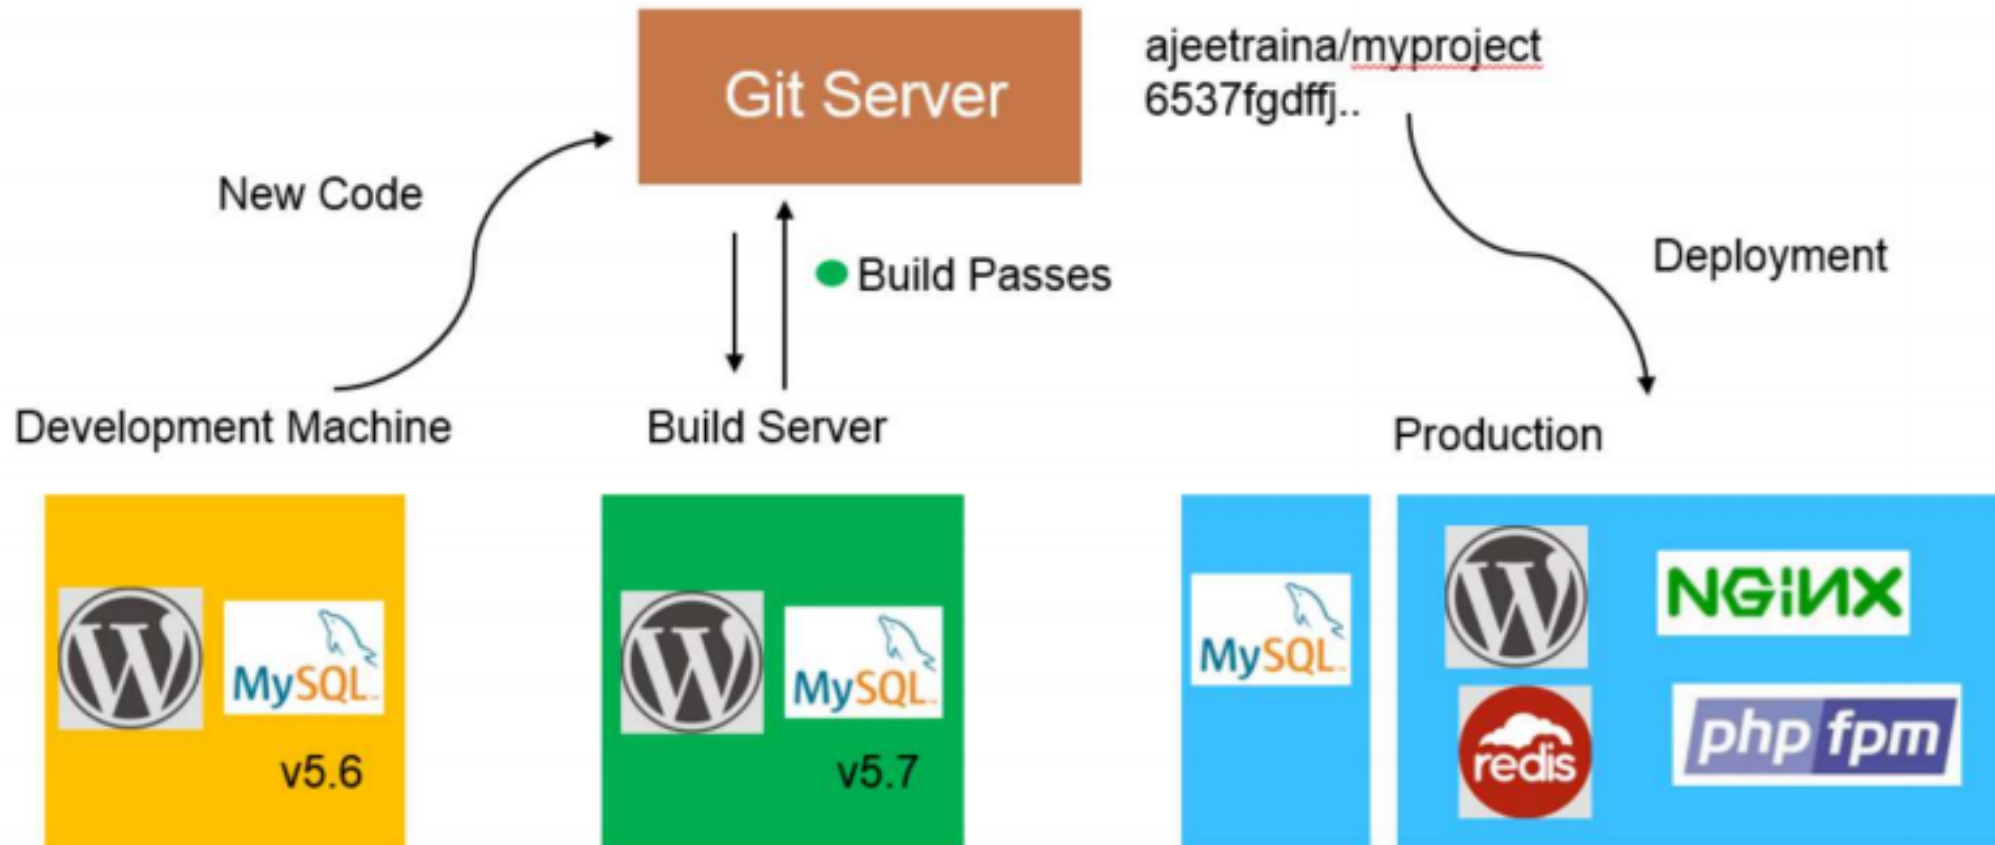 Git Server
ajeetraina/myproject
6537fgdffj..
New Code
Build Passes
Deployment
Development Machine
Build Server
Production
MySQL
v5.6
MySQL
v5.7
MySQL
NGiNX
redis
php fpm